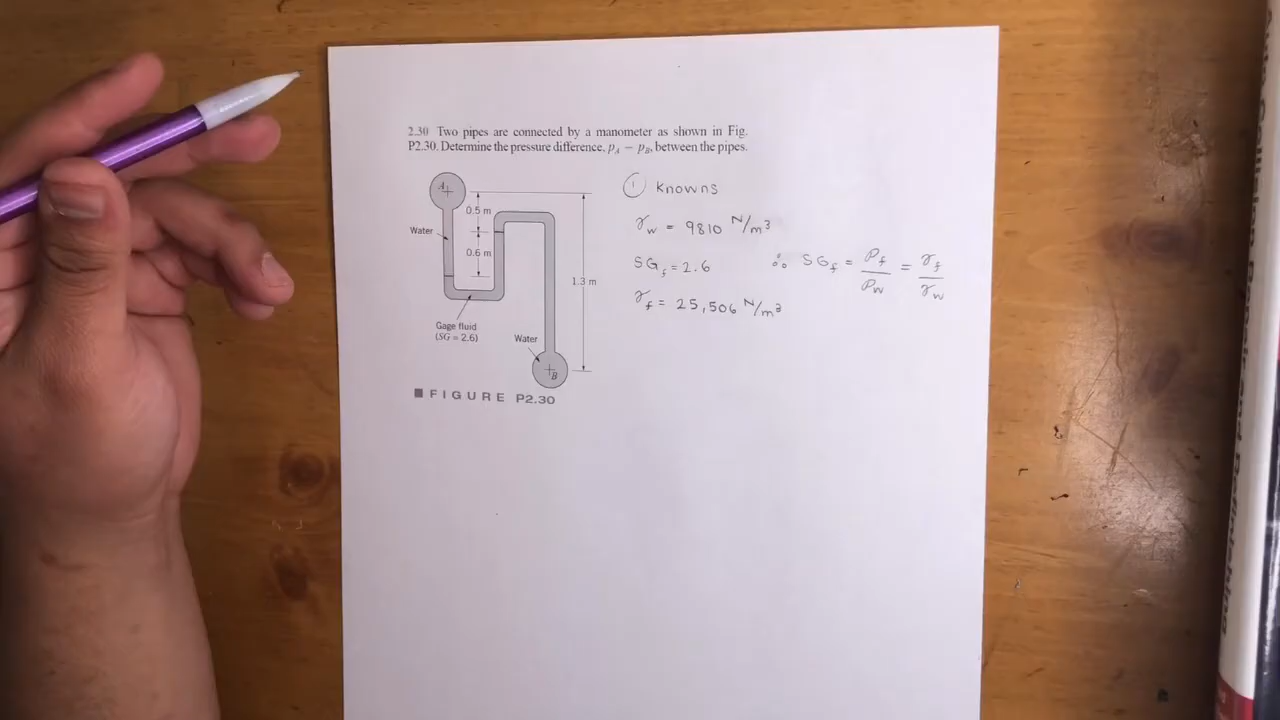 2.30 Two pipes are connected by a manometer as shown in Fig.
P2.30. Determine the pressure difference, pA − pB, between the pipes.
A
0.5 m
Water
0.6 m
1.3 m
Gage fluid
(SG = 2.6)
Water
B
■ FIGURE P2.30
① Knowns
γw = 9810 N/m³
SGf = 2.6 ∴ SGf = ρf/ρw = γf/γw
γf = 25,506 N/m³